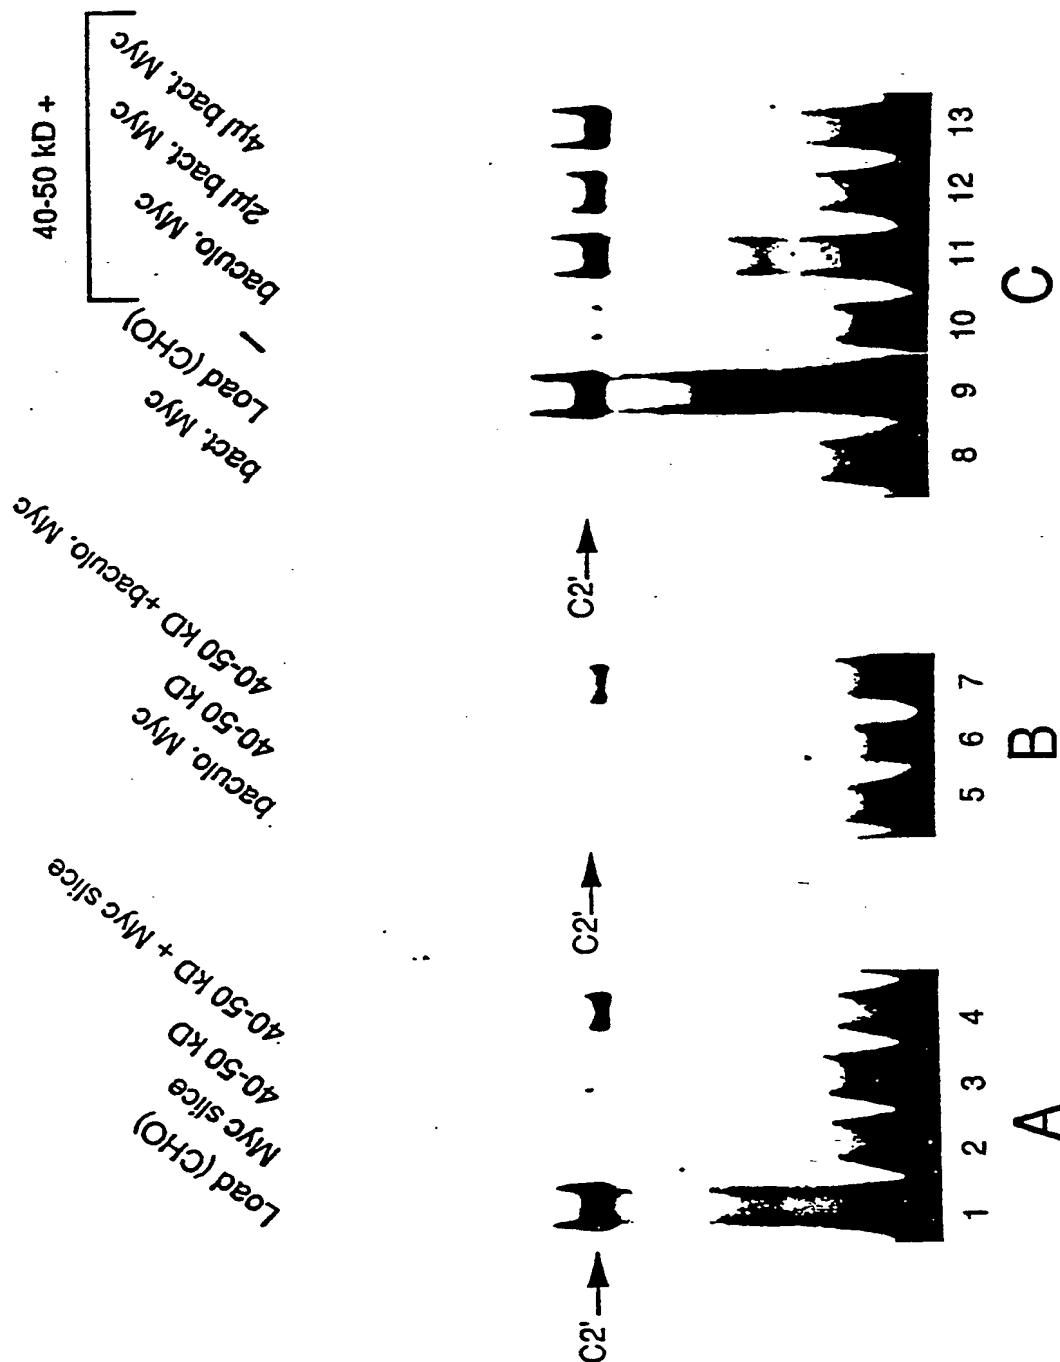 Load (CHO)
Myc slice
40-50 kD
40-50 kD + Myc slice
C2'
1 2 3 4
A
baculo. Myc
40-50 kD
40-50 kD +baculo. Myc
C2'
5 6 7
B
40-50 kD +
bact. Myc
Load (CHO)
–
baculo. Myc
2µl bact. Myc
4µl bact. Myc
C2'
8 9 10 11 12 13
C